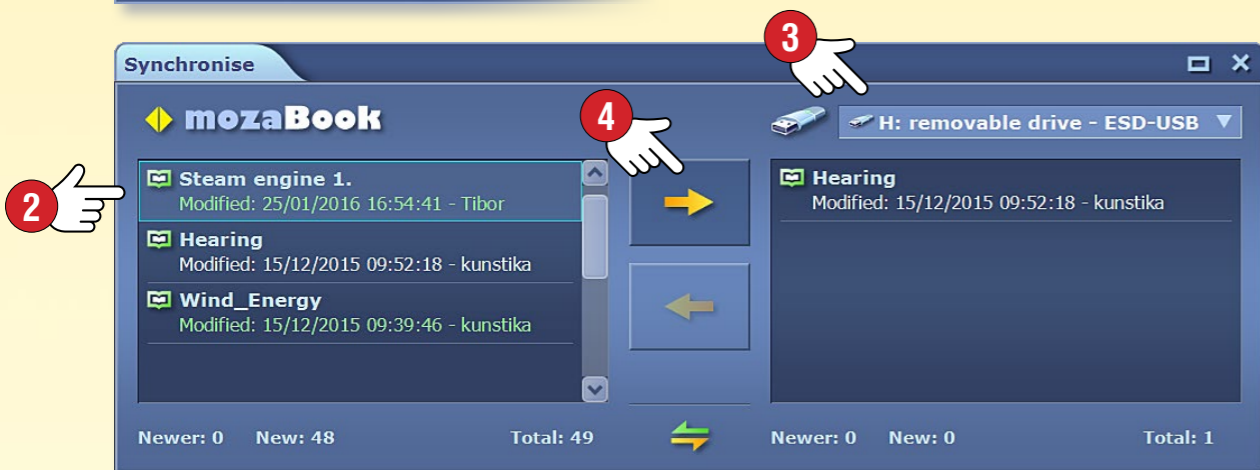 3
Synchronise
mozaBook
4
H: removable drive - ESD-USB
2
Steam engine 1.
Modified: 25/01/2016 16:54:41 - Tibor
Hearing
Modified: 15/12/2015 09:52:18 - kunstika
Wind_Energy
Modified: 15/12/2015 09:39:46 - kunstika
Newer: 0 New: 48 Total: 49
Hearing
Modified: 15/12/2015 09:52:18 - kunstika
Newer: 0 New: 0 Total: 1